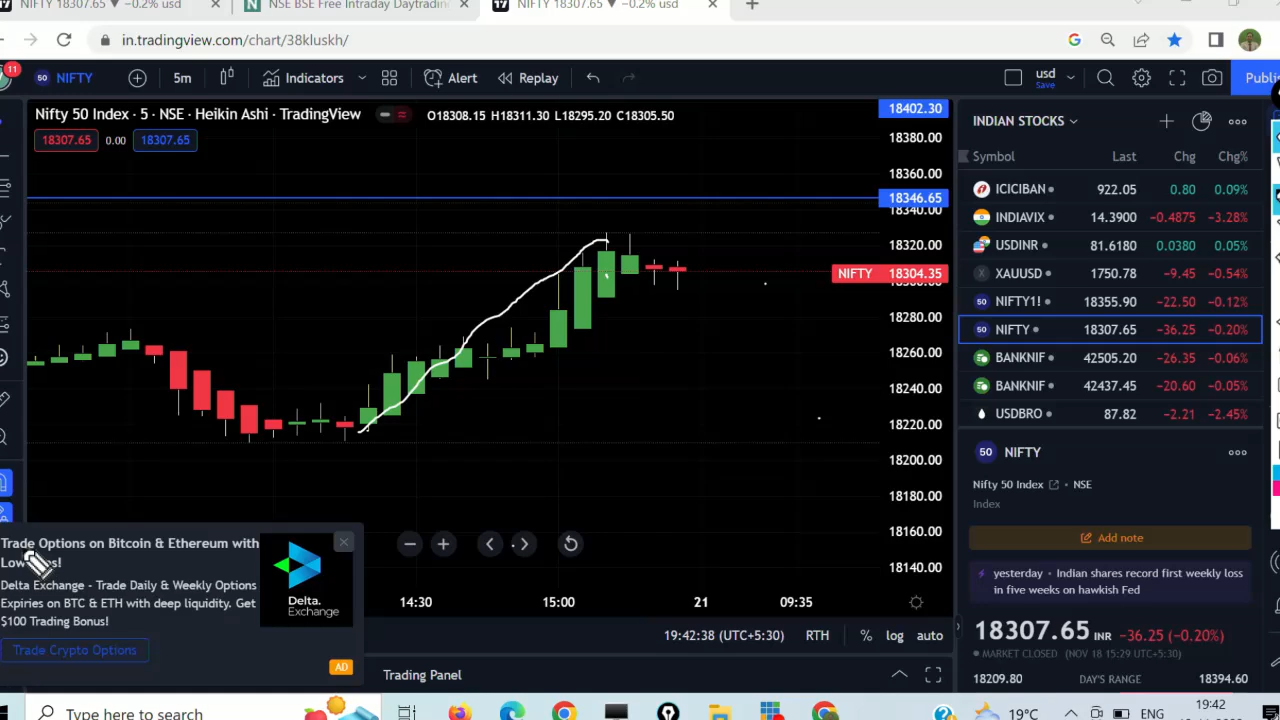 NIFTY 18307.65 ▼ −0.2% usd
NSE BSE Free Intraday Daytrading
NIFTY 18307.65 ▼ −0.2% usd
in.tradingview.com/chart/38kluskh/
11
50 NIFTY
5m
Indicators
Alert
Replay
usd
Save
Publi
Nifty 50 Index · 5 · NSE · Heikin Ashi · TradingView
O18308.15 H18311.30 L18295.20 C18305.50
18307.65 0.00 18307.65
18402.30
18380.00
18360.00
18346.65
18340.00
18320.00
NIFTY 18304.35
18300.00
18280.00
18260.00
18240.00
18220.00
18200.00
18180.00
18160.00
18140.00
14:30 15:00 21 09:35
19:42:38 (UTC+5:30) RTH % log auto
Trading Panel
INDIAN STOCKS
Symbol Last Chg Chg%
ICICIBAN 922.05 0.80 0.09%
INDIAVIX 14.3900 −0.4875 −3.28%
USDINR 81.6180 0.0380 0.05%
XAUUSD 1750.78 −9.45 −0.54%
50 NIFTY1! 18355.90 −22.50 −0.12%
50 NIFTY 18307.65 −36.25 −0.20%
BANKNIF 42505.20 −26.35 −0.06%
BANKNIF 42437.45 −20.60 −0.05%
USDBRO 87.82 −2.21 −2.45%
50 NIFTY
Nifty 50 Index · NSE
Index
Add note
yesterday · Indian shares record first weekly loss
in five weeks on hawkish Fed
18307.65 INR −36.25 (−0.20%)
MARKET CLOSED (NOV 18 15:29 UTC+5:30)
18209.80 DAY'S RANGE 18394.60
Trade Options on Bitcoin & Ethereum with
Delta Exchange - Trade Daily & Weekly Options
Expiries on BTC & ETH with deep liquidity. Get
$100 Trading Bonus!
Trade Crypto Options
Delta.
Exchange
AD
Type here to search
19°C
ENG
19:42